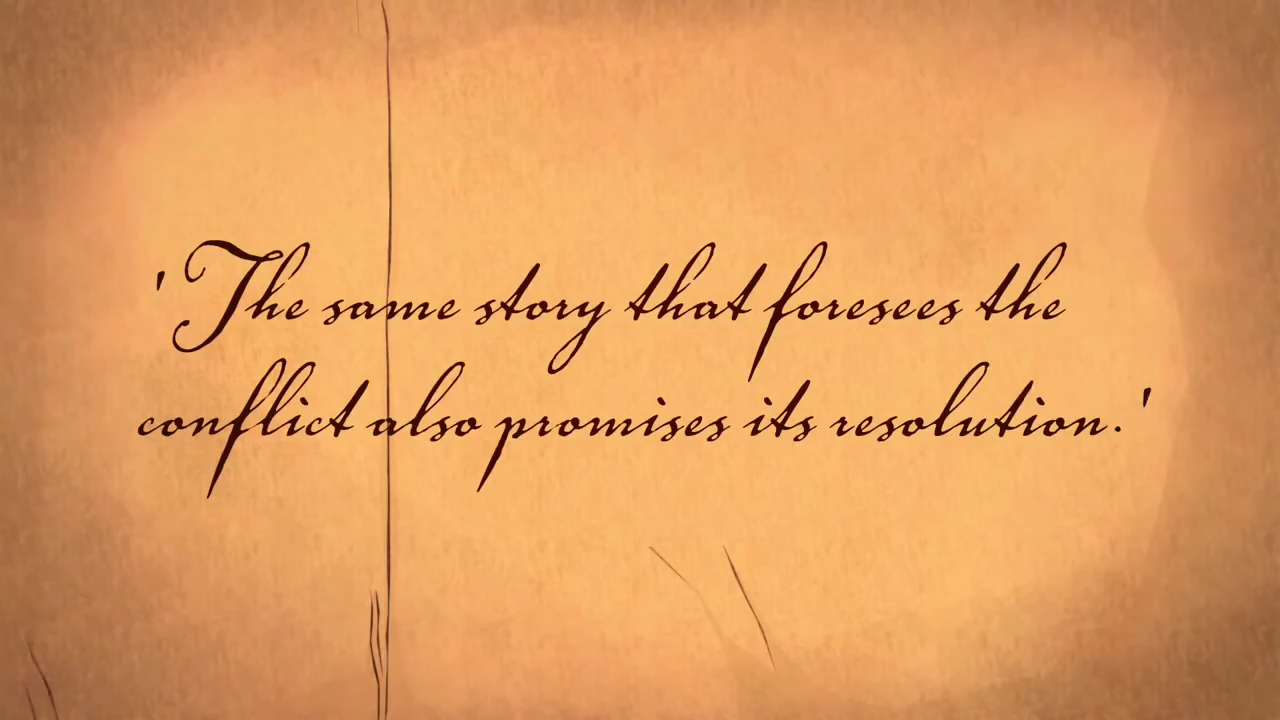 'The same story that foresees the
conflict also promises its resolution.'